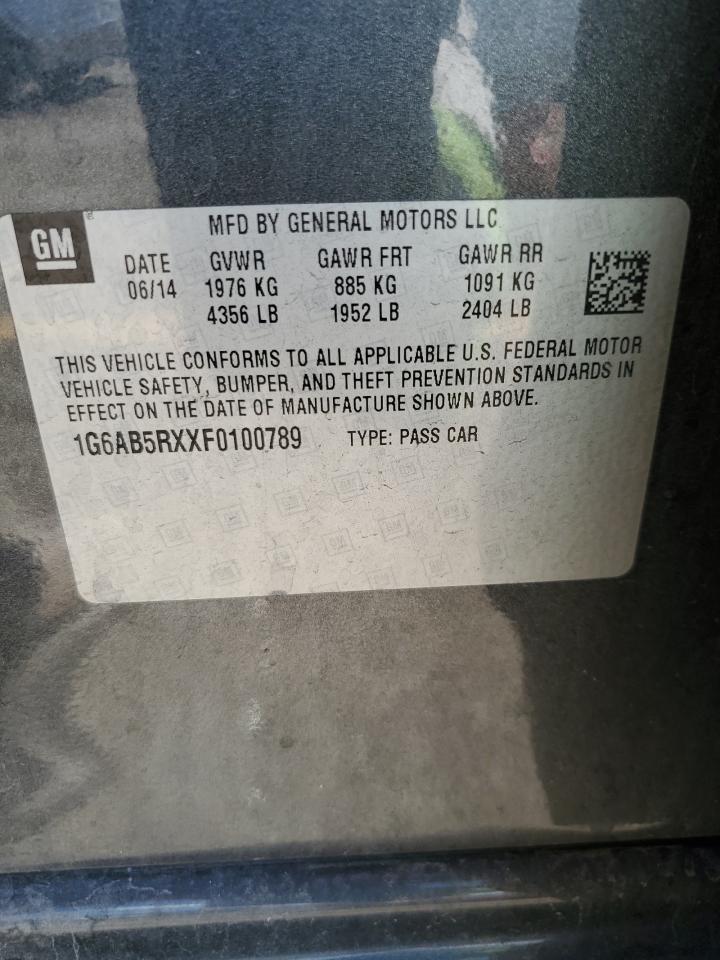 GM
MFD BY GENERAL MOTORS LLC
DATE GVWR GAWR FRT GAWR RR
06/14 1976 KG 885 KG 1091 KG
4356 LB 1952 LB 2404 LB
THIS VEHICLE CONFORMS TO ALL APPLICABLE U.S. FEDERAL MOTOR
VEHICLE SAFETY, BUMPER, AND THEFT PREVENTION STANDARDS IN
EFFECT ON THE DATE OF MANUFACTURE SHOWN ABOVE.
1G6AB5RXXF0100789 TYPE: PASS CAR